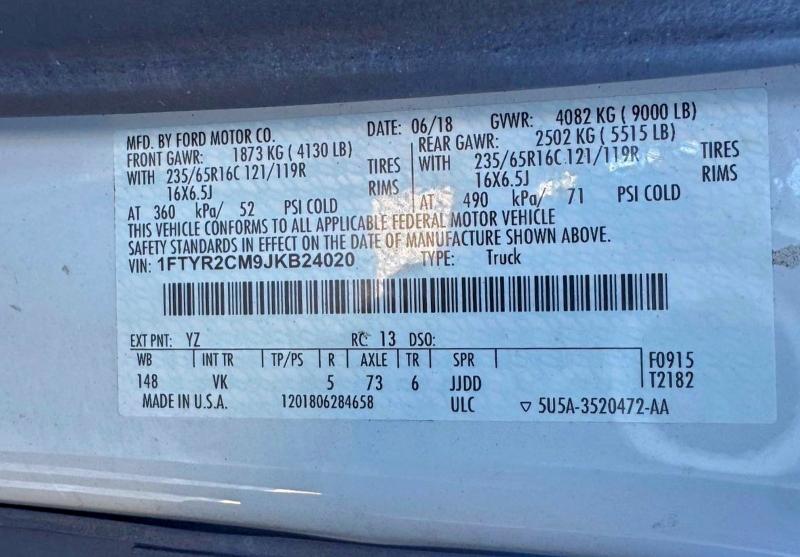 MFD. BY FORD MOTOR CO. DATE: 06/18 GVWR: 4082 KG ( 9000 LB)
FRONT GAWR: 1873 KG ( 4130 LB) REAR GAWR: 2502 KG ( 5515 LB)
WITH 235/65R16C 121/119R TIRES WITH 235/65R16C 121/119R TIRES
16X6.5J RIMS 16X6.5J RIMS
AT 360 kPa/ 52 PSI COLD AT 490 kPa/ 71 PSI COLD
THIS VEHICLE CONFORMS TO ALL APPLICABLE FEDERAL MOTOR VEHICLE
SAFETY STANDARDS IN EFFECT ON THE DATE OF MANUFACTURE SHOWN ABOVE.
VIN: 1FTYR2CM9JKB24020 TYPE: Truck
EXT PNT: YZ RC: 13 DSO:
WB INT TR TP/PS R AXLE TR SPR F0915
148 VK 5 73 6 JJDD T2182
MADE IN U.S.A. 1201806284658 ULC ▽ 5U5A-3520472-AA